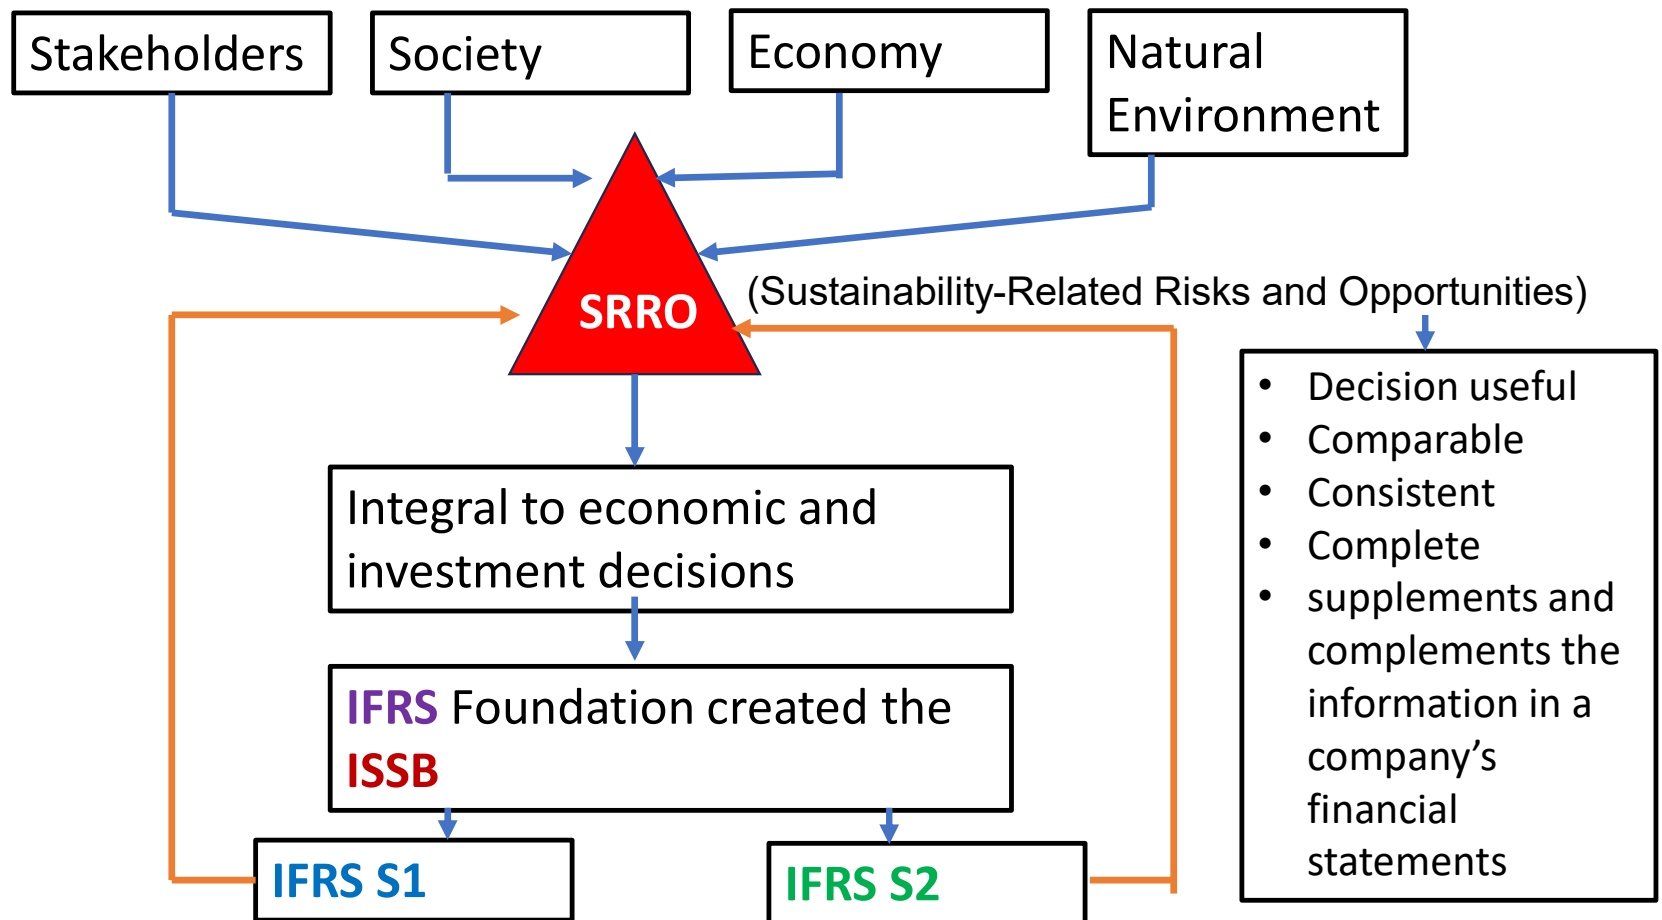 Stakeholders
Society
Economy
Natural
Environment
SRRO
(Sustainability-Related Risks and Opportunities)
Integral to economic and
investment decisions
IFRS Foundation created the
ISSB
IFRS S1
IFRS S2
• Decision useful
• Comparable
• Consistent
• Complete
• supplements and
complements the
information in a
company’s
financial
statements